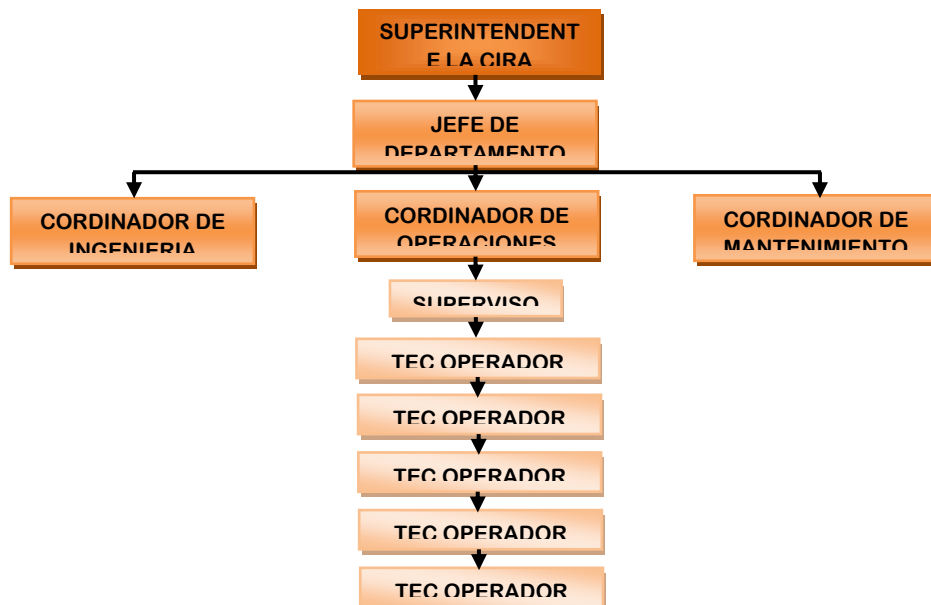 SUPERINTENDENT
E LA CIRA
JEFE DE
DEPARTAMENTO
CORDINADOR DE
INGENIERIA
CORDINADOR DE
OPERACIONES
CORDINADOR DE
MANTENIMIENTO
SUPERVISO
TEC OPERADOR
TEC OPERADOR
TEC OPERADOR
TEC OPERADOR
TEC OPERADOR